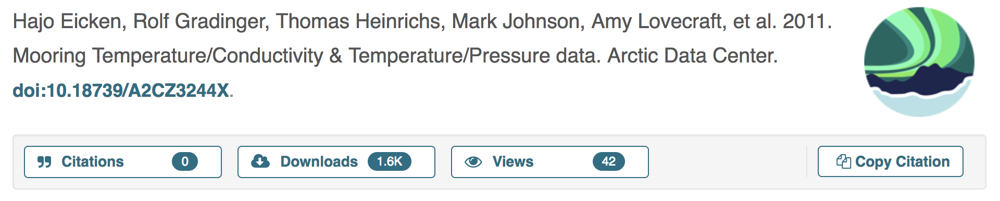 Hajo Eicken, Rolf Gradinger, Thomas Heinrichs, Mark Johnson, Amy Lovecraft, et al. 2011.
Mooring Temperature/Conductivity & Temperature/Pressure data. Arctic Data Center.
doi:10.18739/A2CZ3244X.
Citations 0 Downloads 1.6K Views 42 Copy Citation